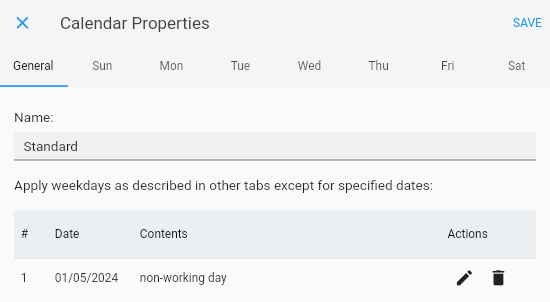 Calendar Properties SAVE
General Sun Mon Tue Wed Thu Fri Sat
Name:
Standard
Apply weekdays as described in other tabs except for specified dates:
# Date Contents Actions
1 01/05/2024 non-working day